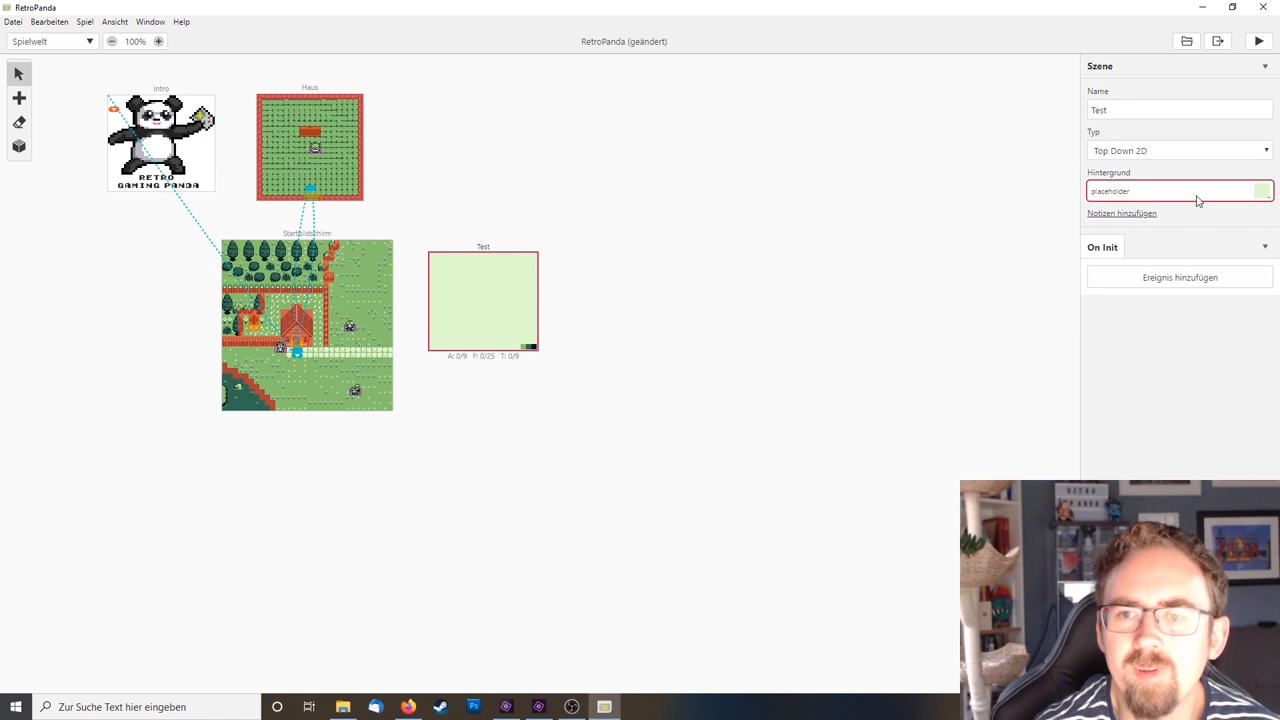 RetroPanda
Datei Bearbeiten Spiel Ansicht Window Help
Spielwelt 100% RetroPanda (geändert)
Szene
Name
Test
Typ
Top Down 2D
Hintergrund
placeholder
Notizen hinzufügen
On Init
Ereignis hinzufügen
Intro
RETRO
GAMING PANDA
Haus
Startbildschirm
Test
A: 0/9 F: 0/25 T: 0/9
Zur Suche Text hier eingeben
Ps